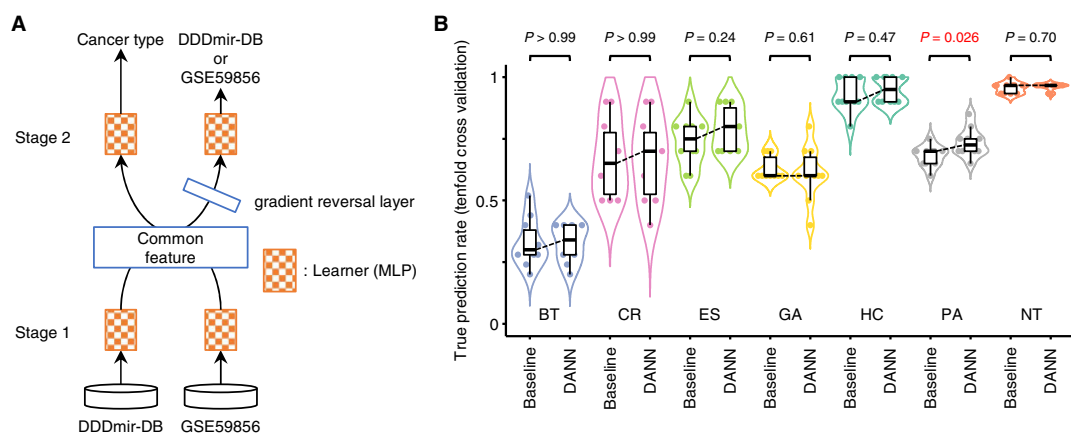 A
Cancer type
DDDmir-DB
or
GSE59856
Stage 2
gradient reversal layer
Common
feature
: Learner (MLP)
Stage 1
DDDmir-DB
GSE59856
B
P > 0.99
P > 0.99
P = 0.24
P = 0.61
P = 0.47
P = 0.026
P = 0.70
True prediction rate (tenfold cross validation)
1
0.5
0
BT
CR
ES
GA
HC
PA
NT
Baseline
DANN
Baseline
DANN
Baseline
DANN
Baseline
DANN
Baseline
DANN
Baseline
DANN
Baseline
DANN